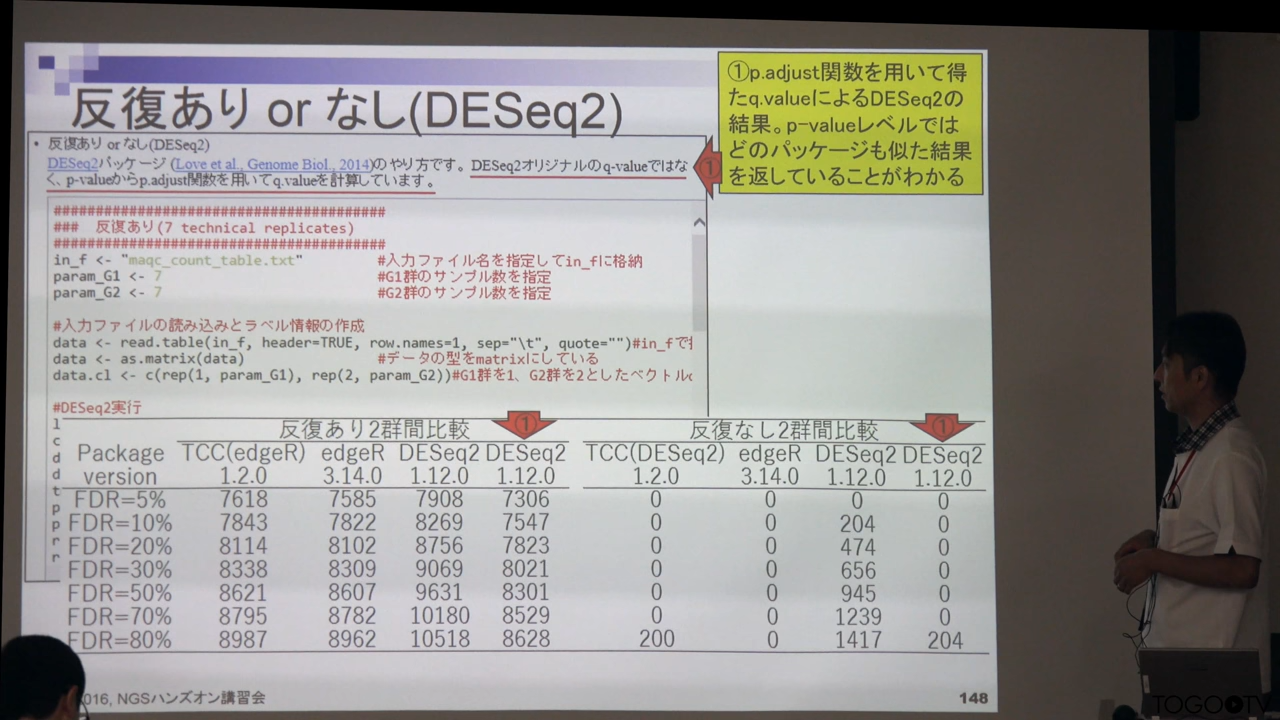 反復あり or なし(DESeq2)
①p.adjust関数を用いて得
たq.valueによるDESeq2の
結果。p-valueレベルでは
どのパッケージも似た結果
を返していることがわかる
①
• 反復あり or なし(DESeq2)
DESeq2パッケージ (Love et al., Genome Biol., 2014)のやり方です。DESeq2オリジナルのq-valueではな
く、p-valueからp.adjust関数を用いてq.valueを計算しています。
########################################
### 反復あり(7 technical replicates)
########################################
in_f <- "maqc_count_table.txt" #入力ファイル名を指定してin_fに格納
param_G1 <- 7 #G1群のサンプル数を指定
param_G2 <- 7 #G2群のサンプル数を指定
#入力ファイルの読み込みとラベル情報の作成
data <- read.table(in_f, header=TRUE, row.names=1, sep="\t", quote="")#in_fで
data <- as.matrix(data) #データの型をmatrixにしている
data.cl <- c(rep(1, param_G1), rep(2, param_G2))#G1群を1、G2群を2としたベクトルd
#DESeq2実行
反復あり2群間比較 ① 反復なし2群間比較 ①
Package TCC(edgeR) edgeR DESeq2 DESeq2 TCC(DESeq2) edgeR DESeq2 DESeq2
version 1.2.0 3.14.0 1.12.0 1.12.0 1.2.0 3.14.0 1.12.0 1.12.0
FDR=5% 7618 7585 7908 7306 0 0 0 0
FDR=10% 7843 7822 8269 7547 0 0 204 0
FDR=20% 8114 8102 8756 7823 0 0 474 0
FDR=30% 8338 8309 9069 8021 0 0 656 0
FDR=50% 8621 8607 9631 8301 0 0 945 0
FDR=70% 8795 8782 10180 8529 0 0 1239 0
FDR=80% 8987 8962 10518 8628 200 0 1417 204
016, NGSハンズオン講習会
148
TOGO TV